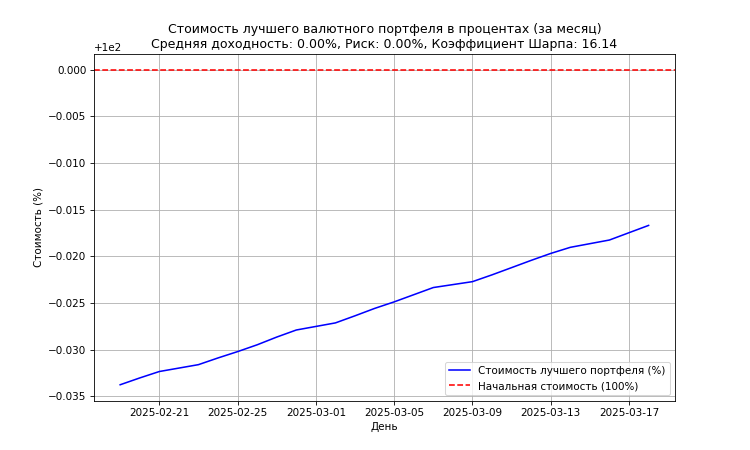 Стоимость лучшего валютного портфеля в процентах (за месяц)
Средняя доходность: 0.00%, Риск: 0.00%, Коэффициент Шарпа: 16.14
+1e2
0.000
−0.005
−0.010
−0.015
−0.020
−0.025
−0.030
−0.035
Стоимость (%)
Стоимость лучшего портфеля (%)
Начальная стоимость (100%)
2025-02-21 2025-02-25 2025-03-01 2025-03-05 2025-03-09 2025-03-13 2025-03-17
День